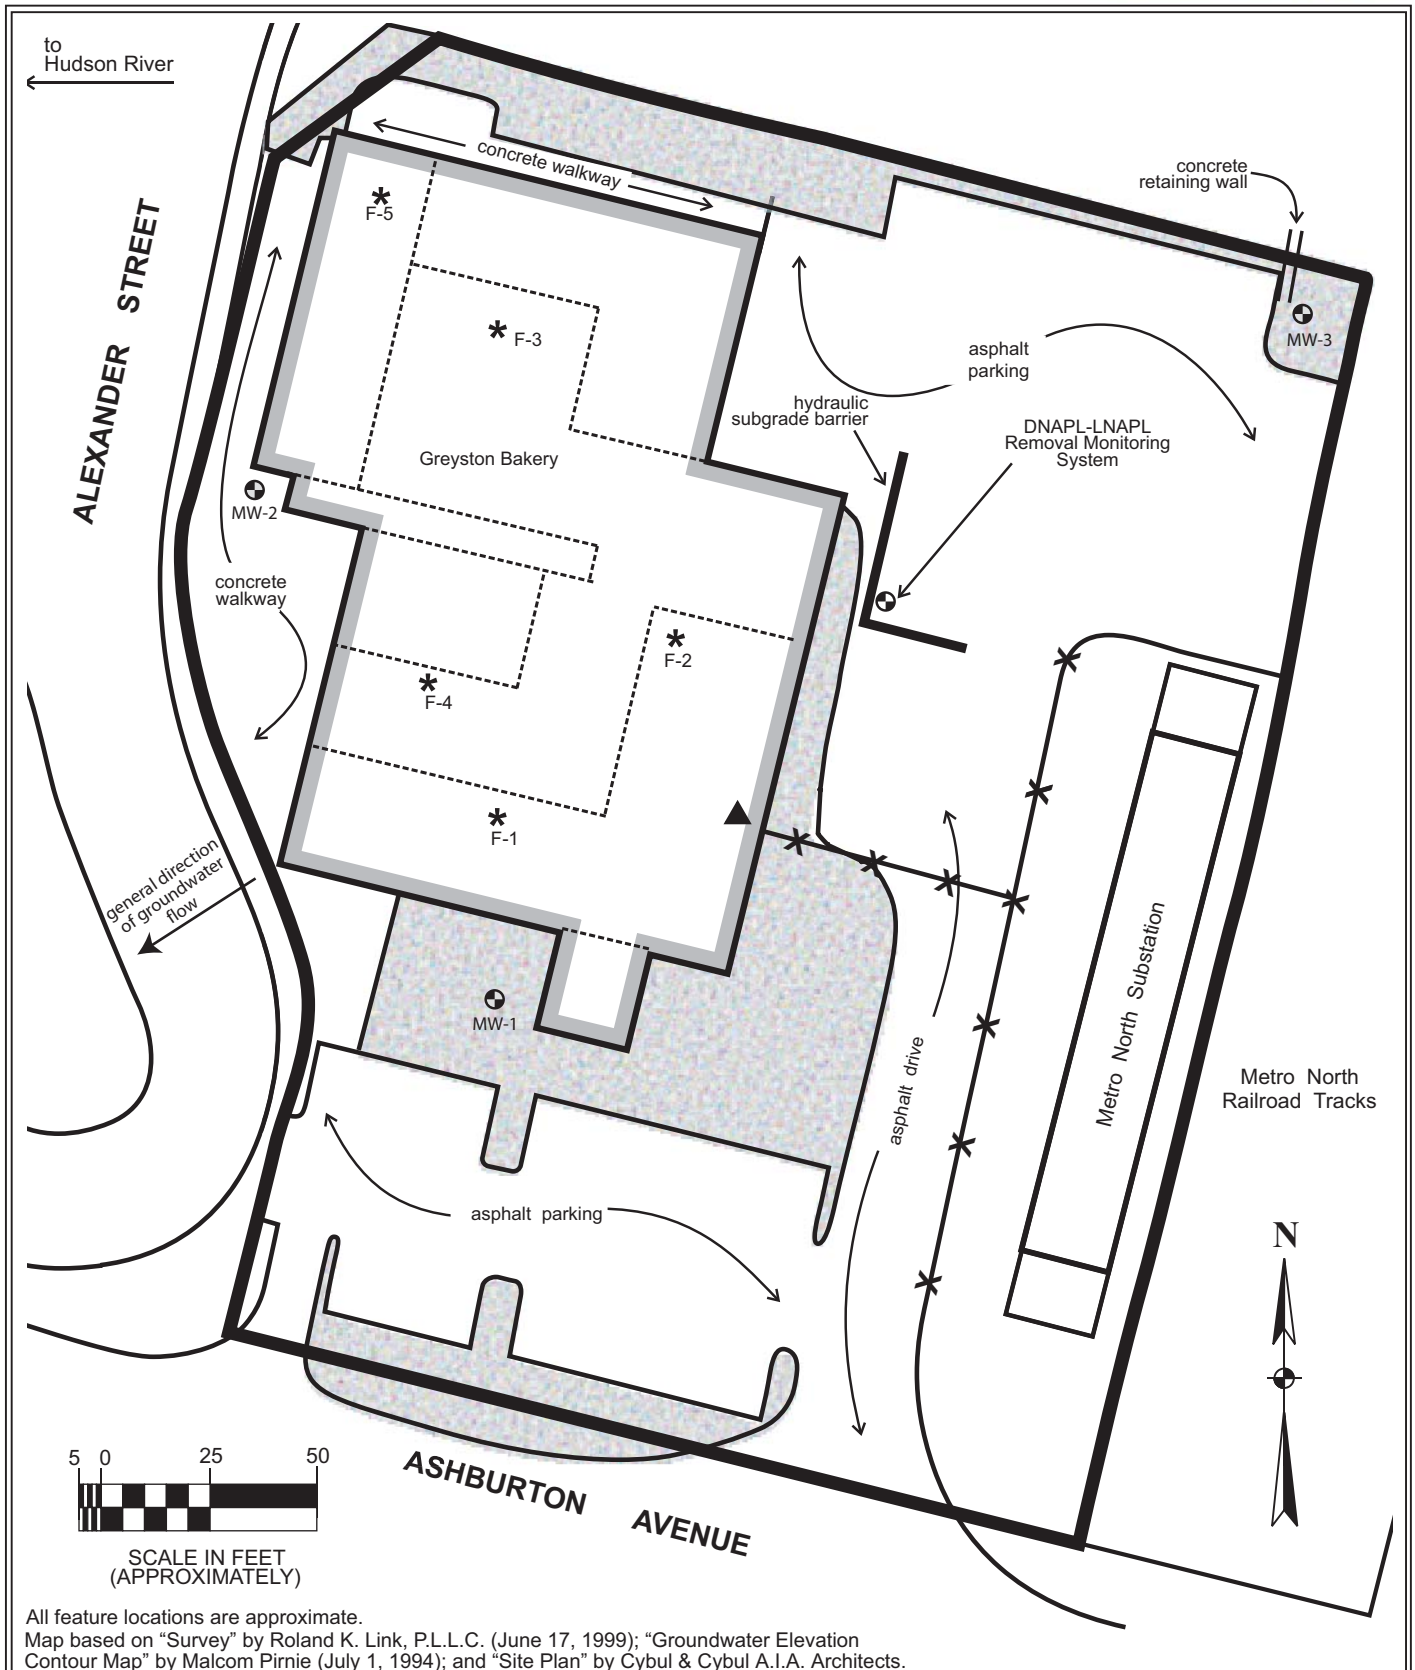 to
Hudson River
ALEXANDER STREET
concrete walkway
concrete
retaining wall
F-5
F-3
MW-3
asphalt
parking
hydraulic
subgrade barrier
DNAPL-LNAPL
Removal Monitoring
System
Greyston Bakery
MW-2
concrete
walkway
F-2
F-4
F-1
general direction
of groundwater
flow
MW-1
Metro North Substation
asphalt drive
Metro North
Railroad Tracks
asphalt parking
N
ASHBURTON AVENUE
5 0 25 50
SCALE IN FEET
(APPROXIMATELY)
All feature locations are approximate.
Map based on “Survey” by Roland K. Link, P.L.L.C. (June 17, 1999); “Groundwater Elevation
Contour Map” by Malcom Pirnie (July 1, 1994); and “Site Plan” by Cybul & Cybul A.I.A. Architects.